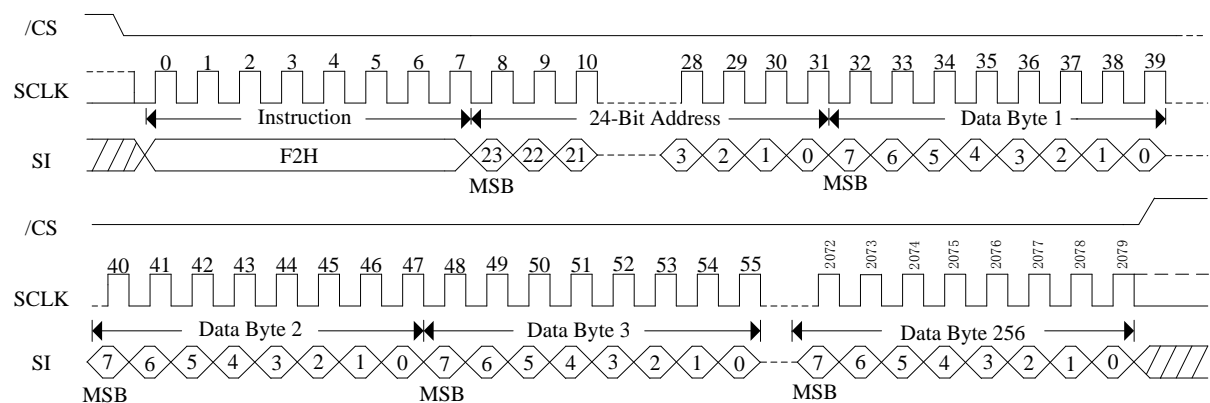 /CS
0 1 2 3 4 5 6 7 8 9 10 28 29 30 31 32 33 34 35 36 37 38 39
SCLK
Instruction 24-Bit Address Data Byte 1
SI F2H 23 22 21 3 2 1 0 7 6 5 4 3 2 1 0
MSB MSB
/CS
40 41 42 43 44 45 46 47 48 49 50 51 52 53 54 55 2072 2073 2074 2075 2076 2077 2078 2079
SCLK
Data Byte 2 Data Byte 3 Data Byte 256
SI 7 6 5 4 3 2 1 0 7 6 5 4 3 2 1 0 7 6 5 4 3 2 1 0
MSB MSB MSB